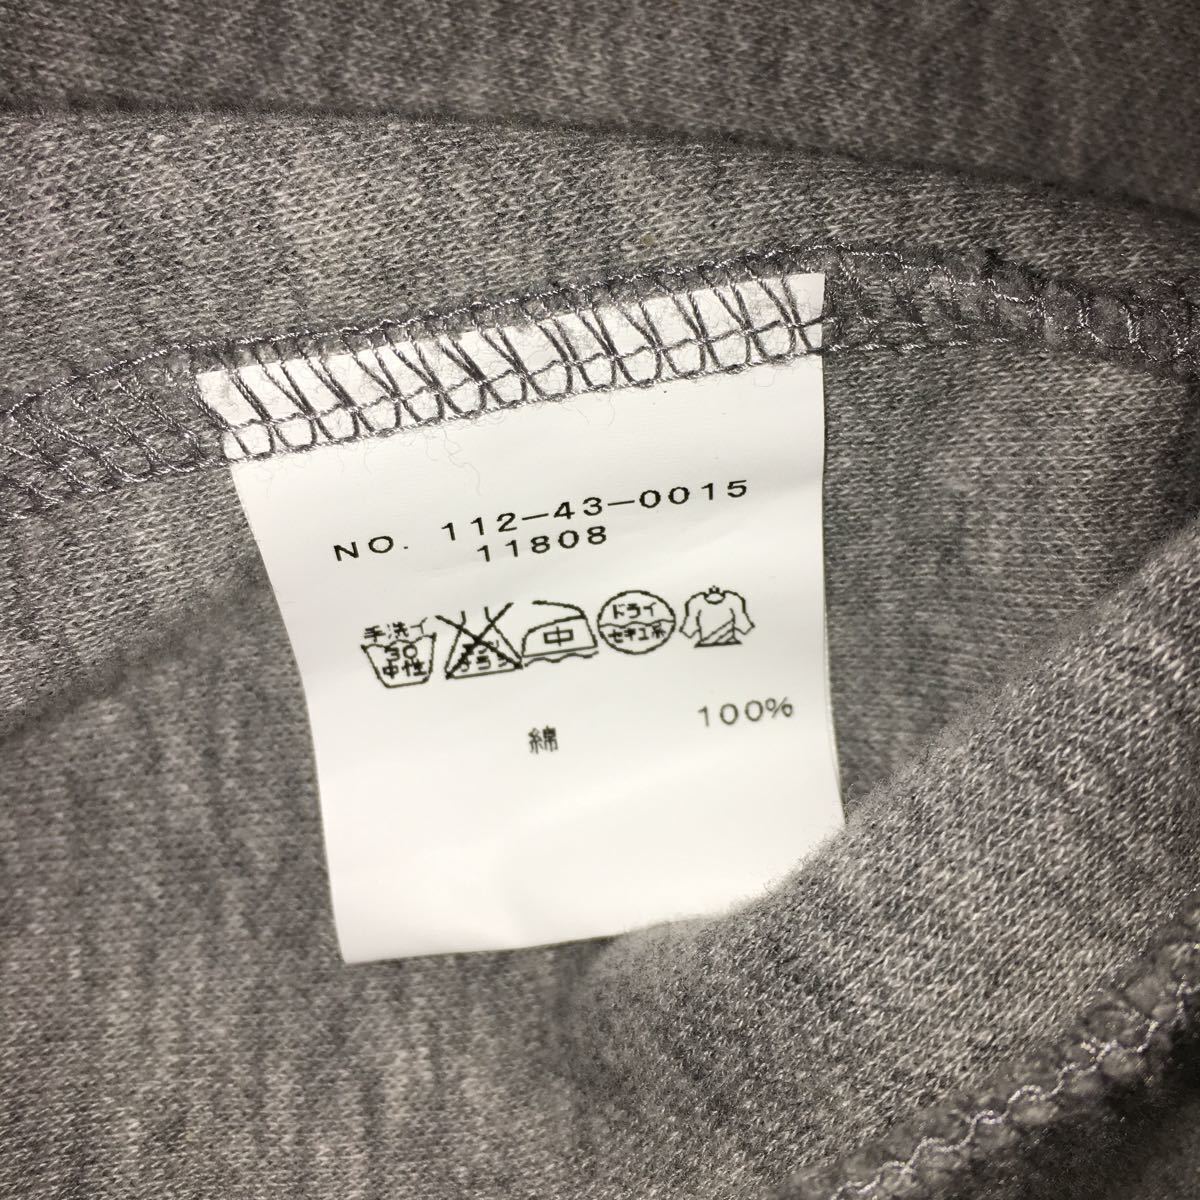 NO. 112-43-0015
11808
手洗イ 30 中性 中 ドライ セキユ系
綿 100%